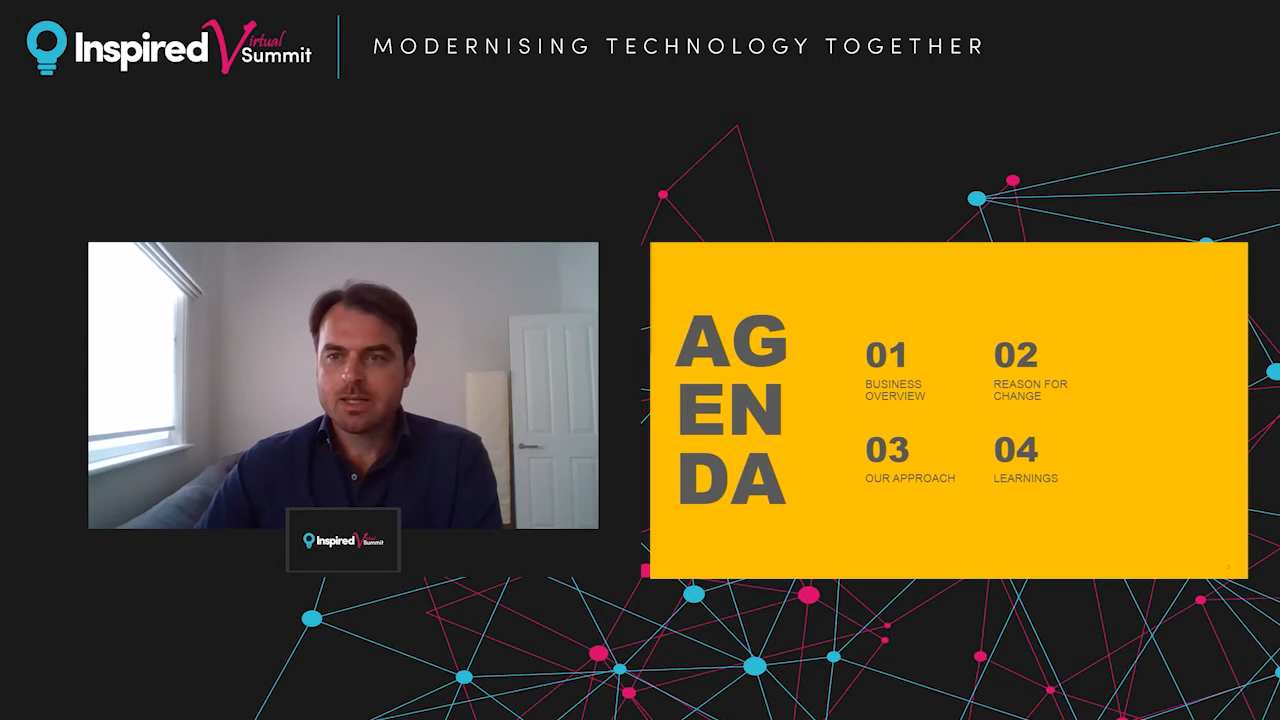 Inspired Virtual Summit
MODERNISING TECHNOLOGY TOGETHER
AG
EN
DA
01
BUSINESS
OVERVIEW
02
REASON FOR
CHANGE
03
OUR APPROACH
04
LEARNINGS
Inspired Virtual Summit
3